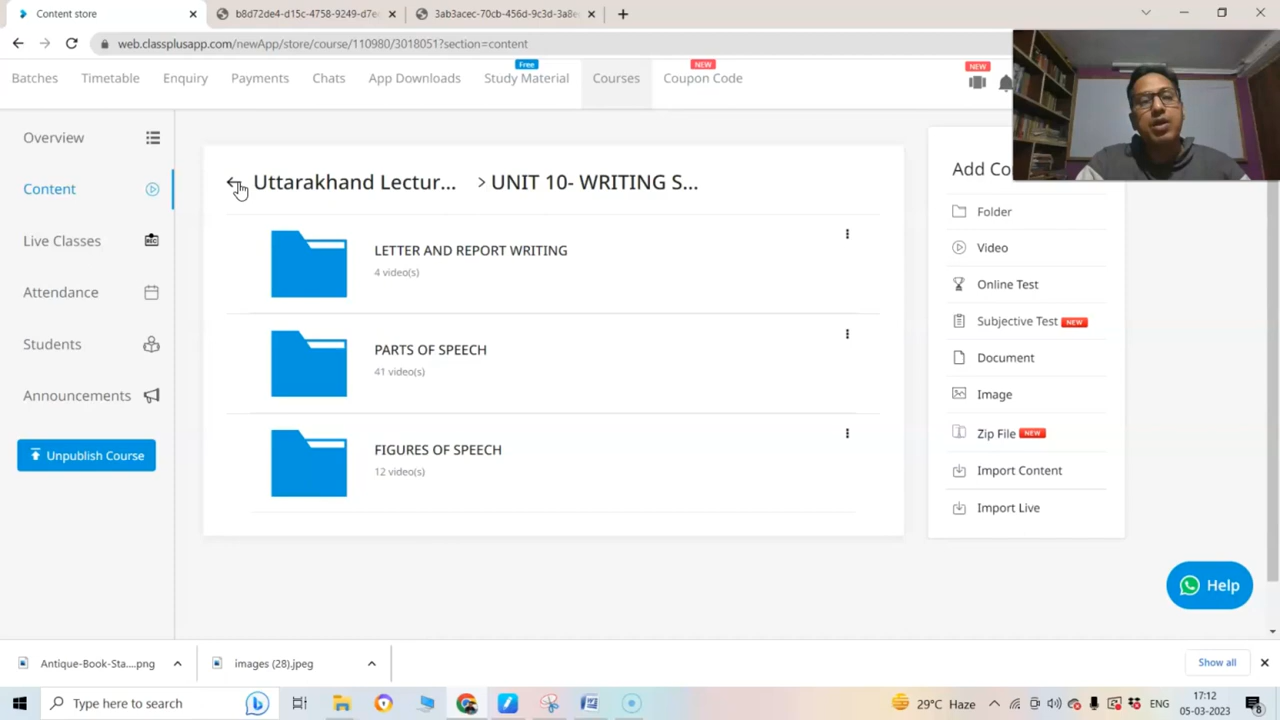 Content store
b8d72de4-d15c-4758-9249-d7e
3ab3acec-70cb-456d-9c3d-3a8e
web.classplusapp.com/newApp/store/course/110980/3018051?section=content
Free
NEW
NEW
Batches
Timetable
Enquiry
Payments
Chats
App Downloads
Study Material
Courses
Coupon Code
Overview
Content
Live Classes
REC
Attendance
Students
Announcements
Unpublish Course
Uttarakhand Lectur... > UNIT 10- WRITING S...
LETTER AND REPORT WRITING
4 video(s)
PARTS OF SPEECH
41 video(s)
FIGURES OF SPEECH
12 video(s)
Add Co
Folder
Video
Online Test
Subjective Test NEW
Document
Image
Zip File NEW
Import Content
Import Live
Help
Antique-Book-Sta....png
images (28).jpeg
Show all
Type here to search
29°C Haze
ENG
17:12
05-03-2023
8